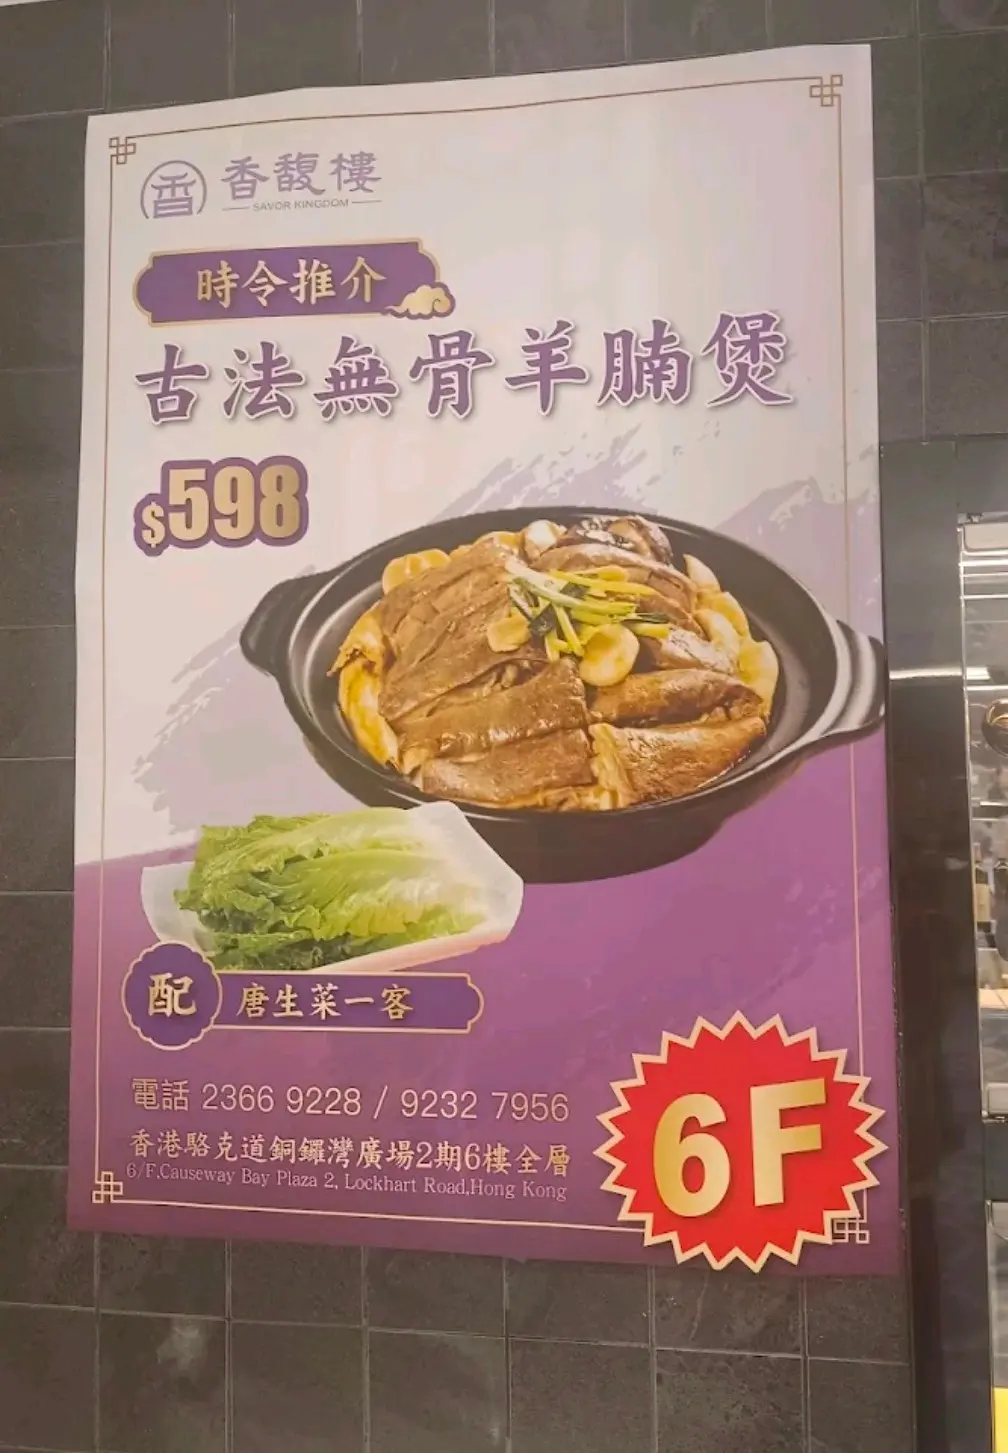 香
香馥樓
SAVOR KINGDOM
時令推介
古法無骨羊腩煲
$598
配 唐生菜一客
電話 2366 9228 / 9232 7956
香港駱克道銅鑼灣廣場2期6樓全層
6/F,Causeway Bay Plaza 2, Lockhart Road,Hong Kong
6F